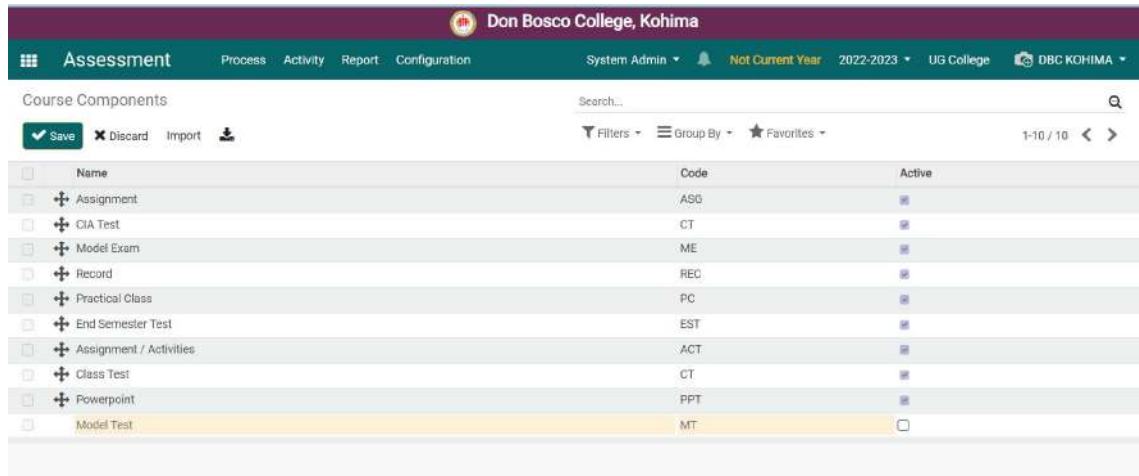 Don Bosco College, Kohima
Assessment Process Activity Report Configuration System Admin Not Current Year 2022-2023 UG College DBC KOHIMA
Course Components Search...
Save Discard Import Filters Group By Favorites 1-10 / 10
Name Code Active
Assignment ASG
CIA Test CT
Model Exam ME
Record REC
Practical Class PC
End Semester Test EST
Assignment / Activities ACT
Class Test CT
Powerpoint PPT
Model Test MT